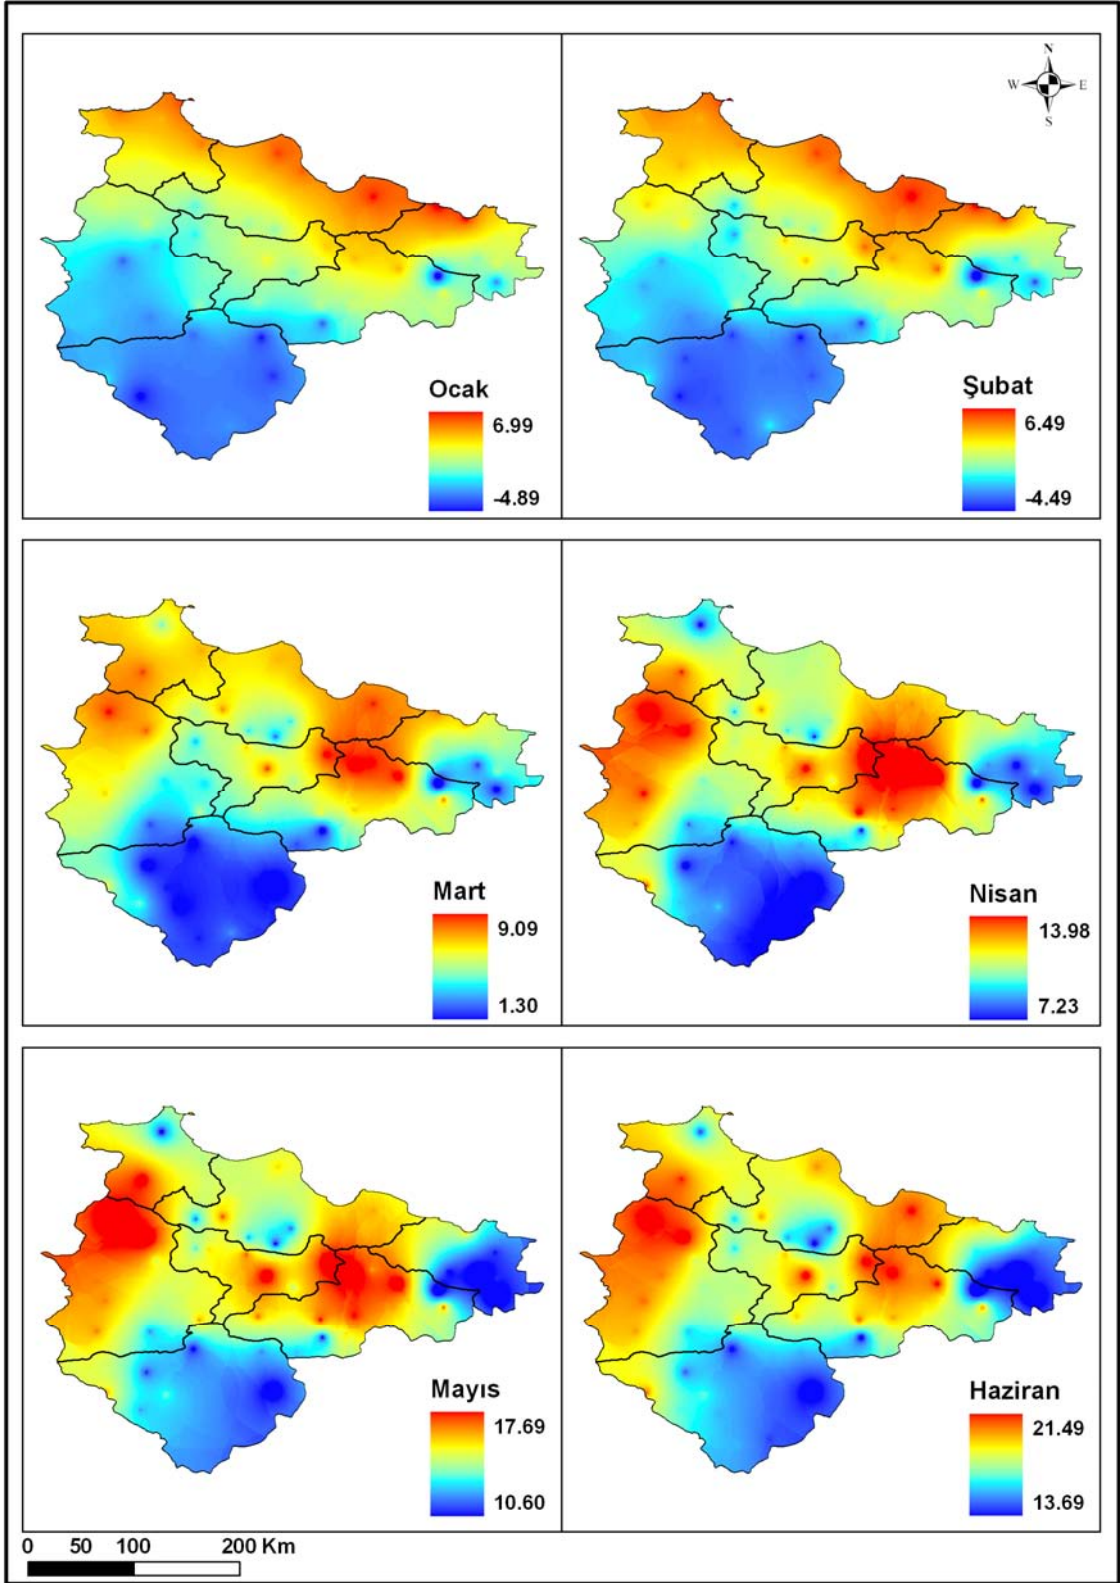 N
W E
S
Ocak
6.99
-4.89
Şubat
6.49
-4.49
Mart
9.09
1.30
Nisan
13.98
7.23
Mayıs
17.69
10.60
Haziran
21.49
13.69
0 50 100 200 Km